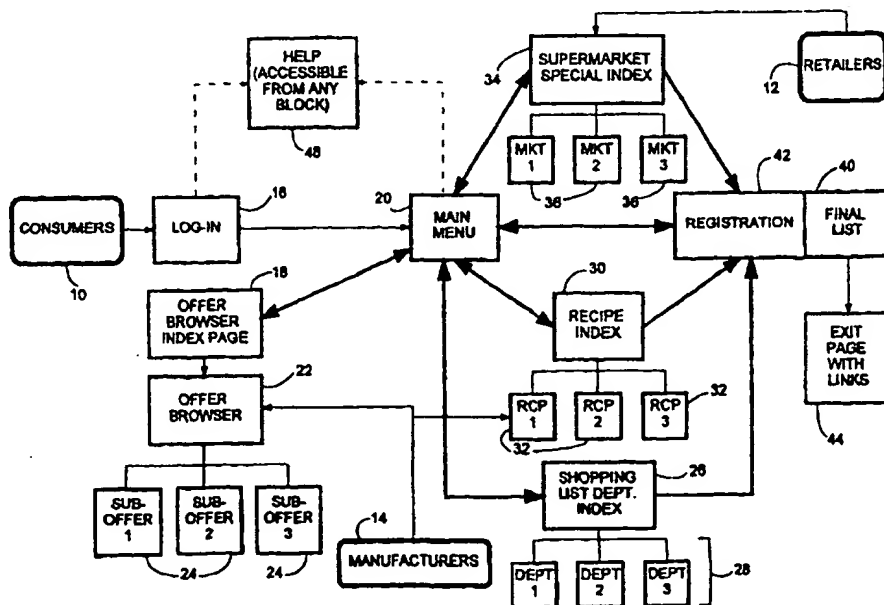 HELP
(ACCESSIBLE
FROM ANY
BLOCK)
48
34
SUPERMARKET
SPECIAL INDEX
RETAILERS
12
MKT
1
MKT
2
MKT
3
36
36
CONSUMERS
10
16
LOG-IN
20
MAIN
MENU
42
REGISTRATION
40
FINAL
LIST
18
OFFER
BROWSER
INDEX PAGE
30
RECIPE
INDEX
EXIT
PAGE
WITH
LINKS
44
22
OFFER
BROWSER
RCP
1
RCP
2
RCP
3
32
32
26
SHOPPING
LIST DEPT.
INDEX
SUB-
OFFER
1
SUB-
OFFER
2
SUB-
OFFER
3
24
24
14
MANUFACTURERS
DEPT
1
DEPT
2
DEPT
3
28